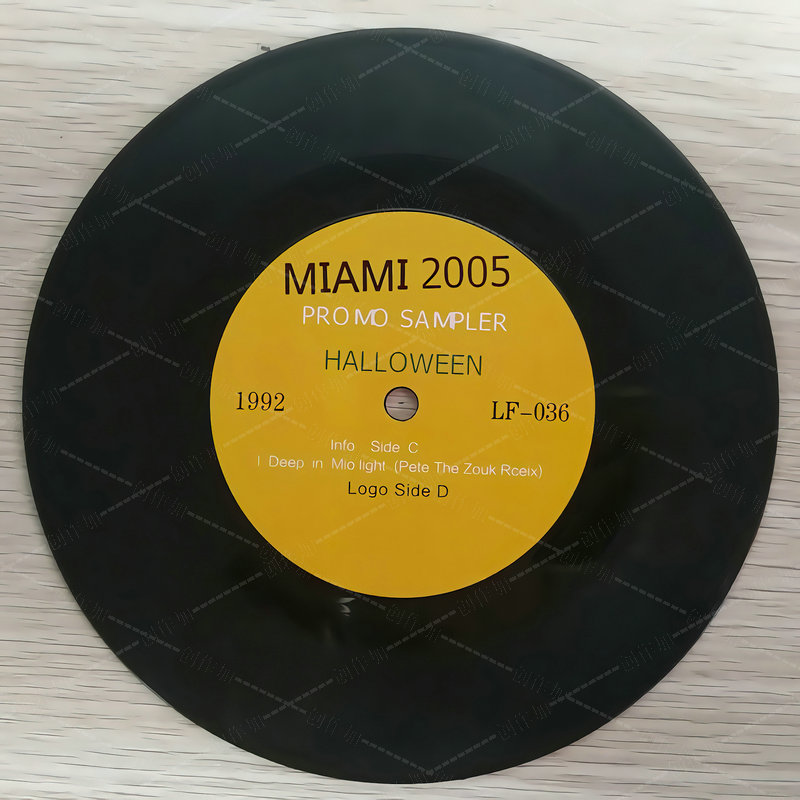 MIAMI 2005
PROMO SAMPLER
HALLOWEEN
1992
LF-036
Info Side C
I Deep in Mio light (Pete The Zouk Rceix)
Logo Side D